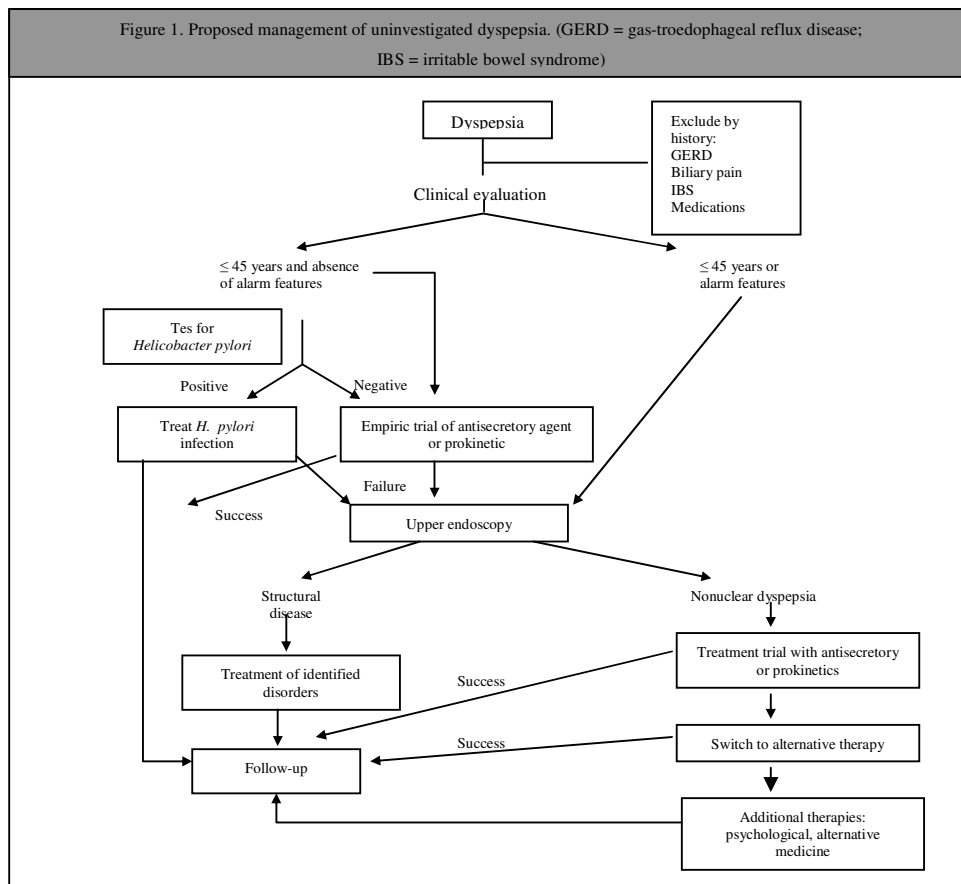 Figure 1. Proposed management of uninvestigated dyspepsia. (GERD = gas-troedophageal reflux disease;
IBS = irritable bowel syndrome)
Dyspepsia
Exclude by
history:
GERD
Biliary pain
IBS
Medications
Clinical evaluation
≤ 45 years and absence
of alarm features
≤ 45 years or
alarm features
Tes for
Helicobacter pylori
Positive
Negative
Treat H. pylori
infection
Empiric trial of antisecretory agent
or prokinetic
Failure
Success
Upper endoscopy
Structural
disease
Nonuclear dyspepsia
Treatment of identified
disorders
Treatment trial with antisecretory
or prokinetics
Success
Success
Switch to alternative therapy
Follow-up
Additional therapies:
psychological, alternative
medicine